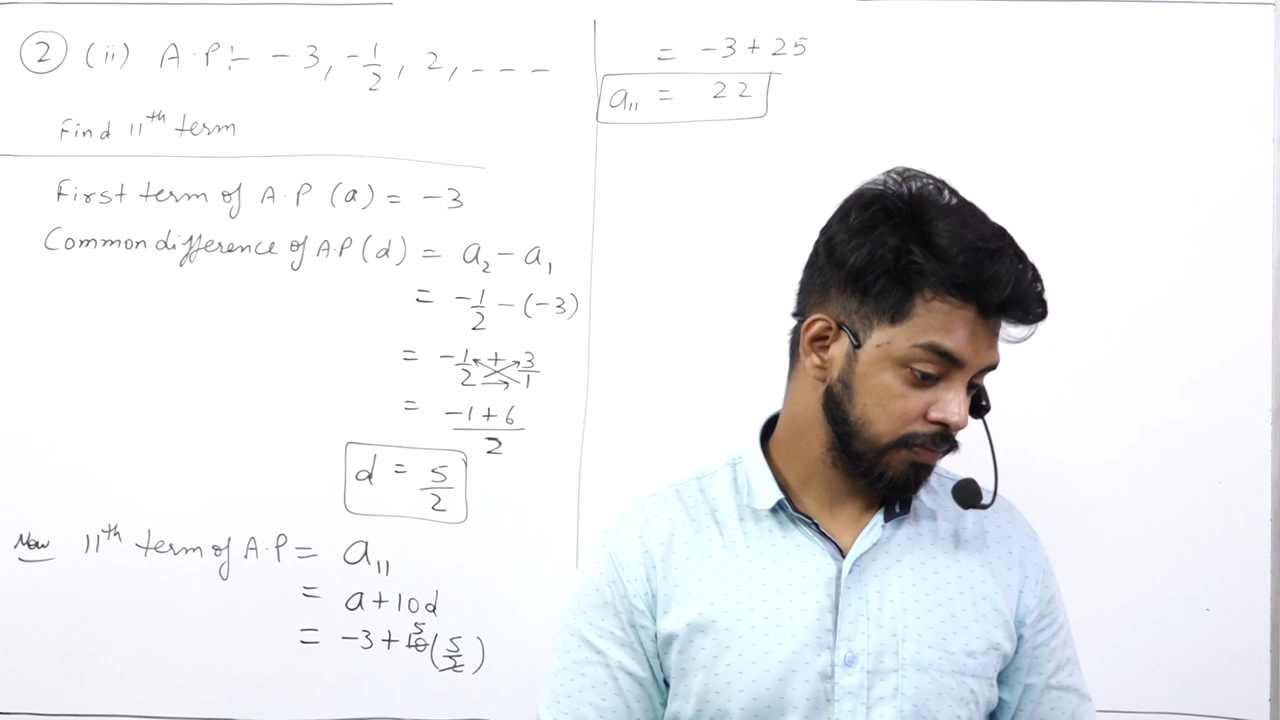 ② (ii) A.P:- -3, -1/2, 2, - - -
Find 11th term
First term of A.P (a) = -3
Common difference of A.P (d) = a₂ - a₁
= -1/2 - (-3)
= -1/2 + 3/1
= (-1+6)/2
d = 5/2
Now 11th term of A.P = a₁₁
= a + 10d
= -3 + 10 5 (5/2)
= -3 + 25
a₁₁ = 22